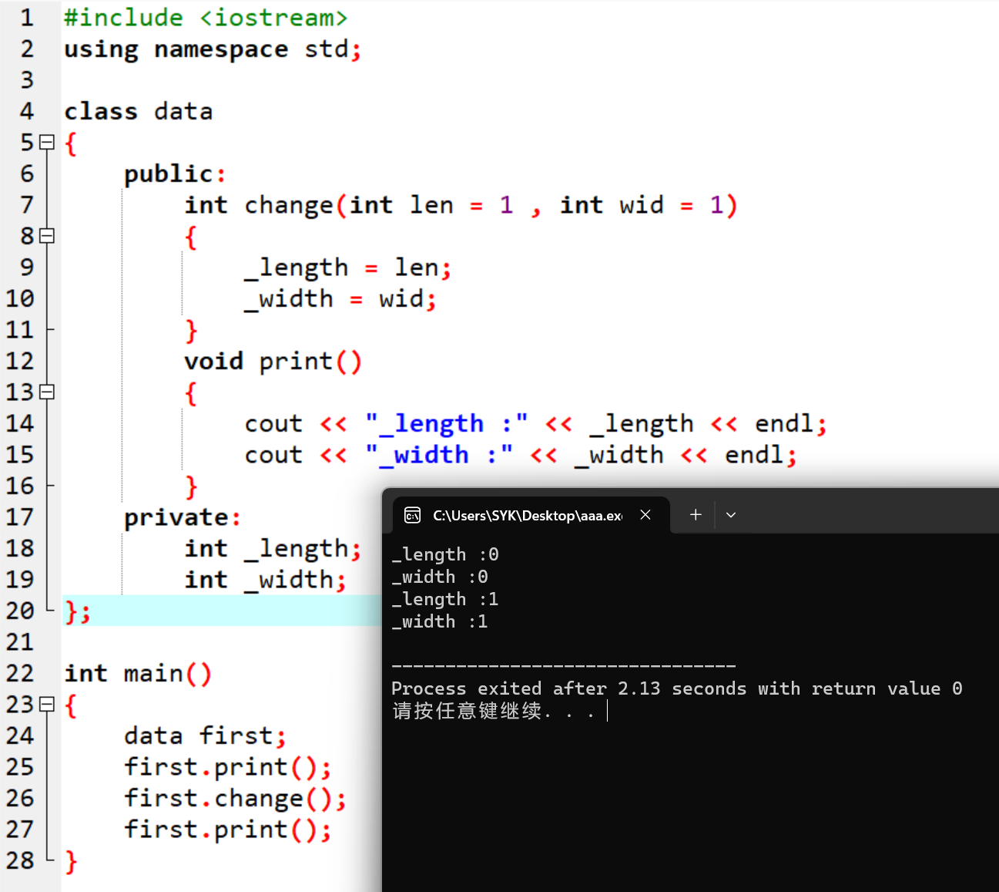 1 #include <iostream>
2 using namespace std;
3
4 class data
5 {
6 public:
7 int change(int len = 1 , int wid = 1)
8 {
9 _length = len;
10 _width = wid;
11 }
12 void print()
13 {
14 cout << "_length :" << _length << endl;
15 cout << "_width :" << _width << endl;
16 }
17 private:
18 int _length;
19 int _width;
20 };
21
22 int main()
23 {
24 data first;
25 first.print();
26 first.change();
27 first.print();
28 }
C:\Users\SYK\Desktop\aaa.ex
_length :0
_width :0
_length :1
_width :1
--------------------------------
Process exited after 2.13 seconds with return value 0
请按任意键继续. . .